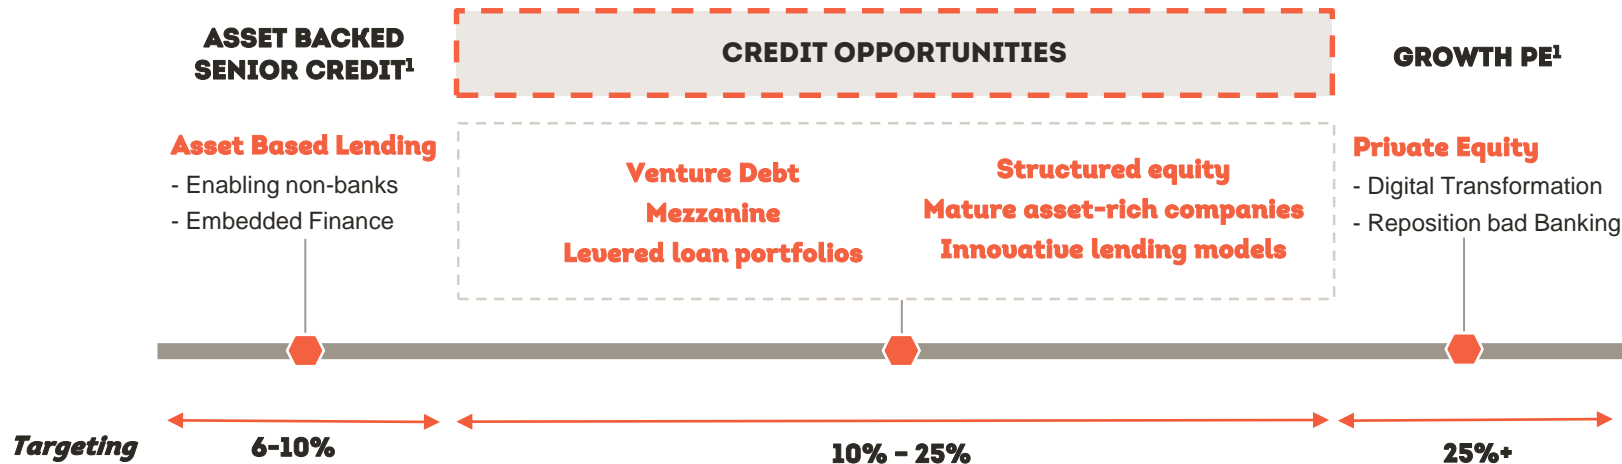 ASSET BACKED
SENIOR CREDIT¹
CREDIT OPPORTUNITIES
GROWTH PE¹
Asset Based Lending
- Enabling non-banks
- Embedded Finance
Venture Debt
Mezzanine
Levered loan portfolios
Structured equity
Mature asset-rich companies
Innovative lending models
Private Equity
- Digital Transformation
- Reposition bad Banking
Targeting
6-10%
10% - 25%
25%+